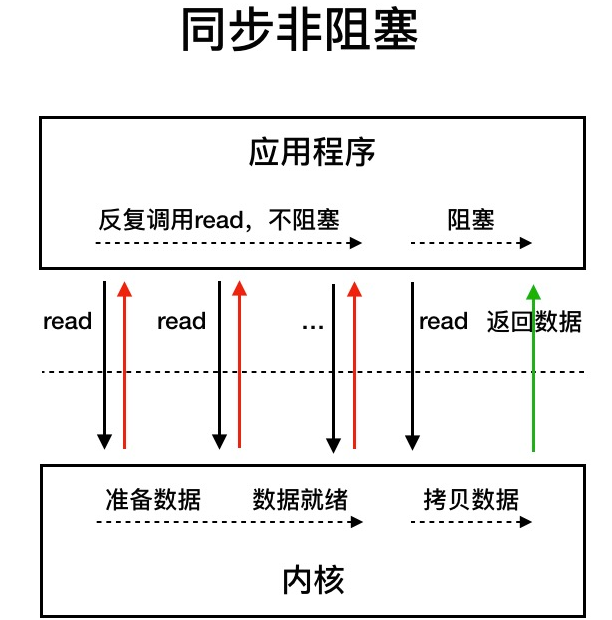 同步非阻塞
应用程序
反复调用read，不阻塞
阻塞
read
read
...
read
返回数据
准备数据
数据就绪
拷贝数据
内核